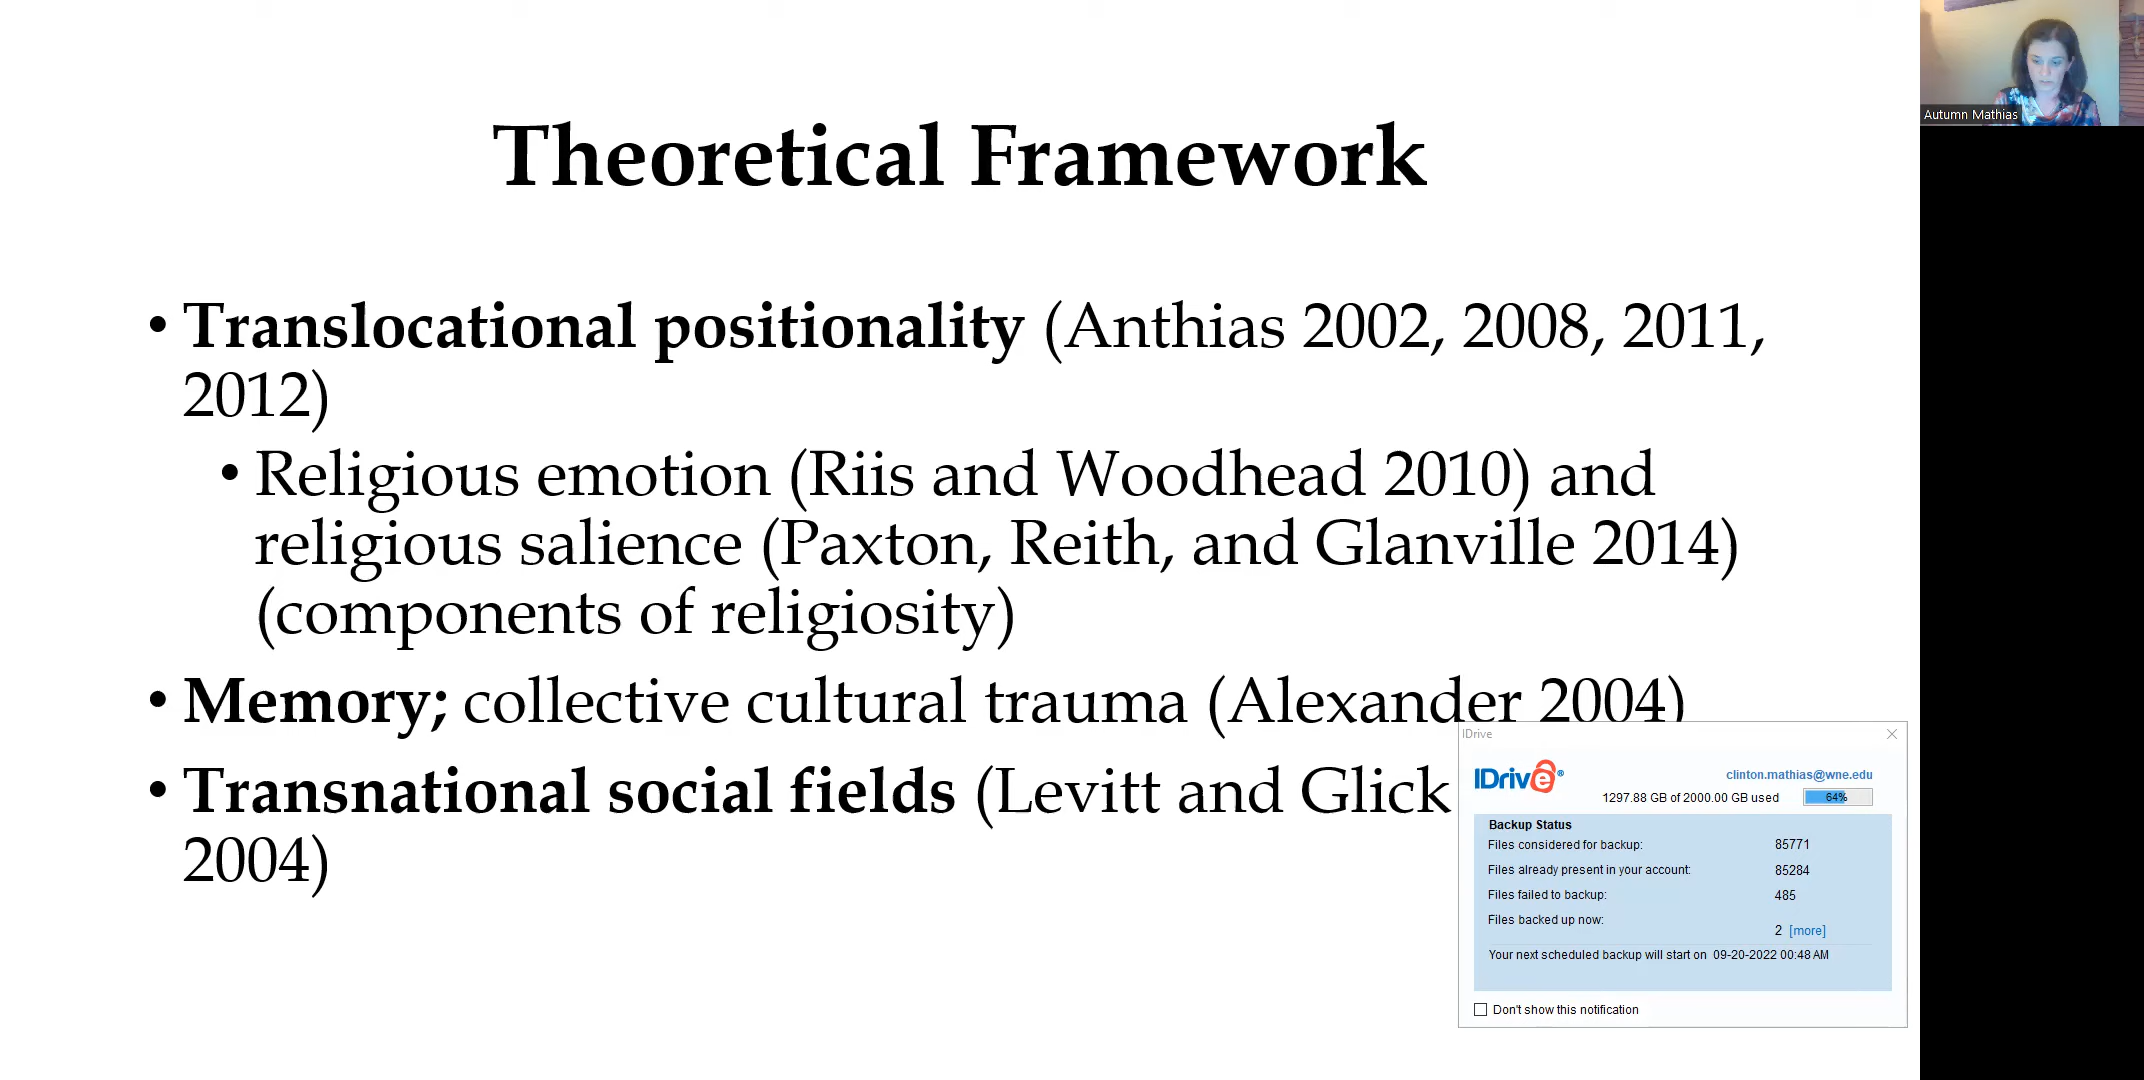 Theoretical Framework
• Translocational positionality (Anthias 2002, 2008, 2011,
2012)
• Religious emotion (Riis and Woodhead 2010) and
religious salience (Paxton, Reith, and Glanville 2014)
(components of religiosity)
• Memory; collective cultural trauma (Alexander 2004)
• Transnational social fields (Levitt and Glick
2004)
Autumn Mathias
IDrive
IDrive®
clinton.mathias@wne.edu
1297.88 GB of 2000.00 GB used 64%
Backup Status
Files considered for backup: 85771
Files already present in your account: 85284
Files failed to backup: 485
Files backed up now: 2 [more]
Your next scheduled backup will start on 09-20-2022 00:48 AM
Don't show this notification